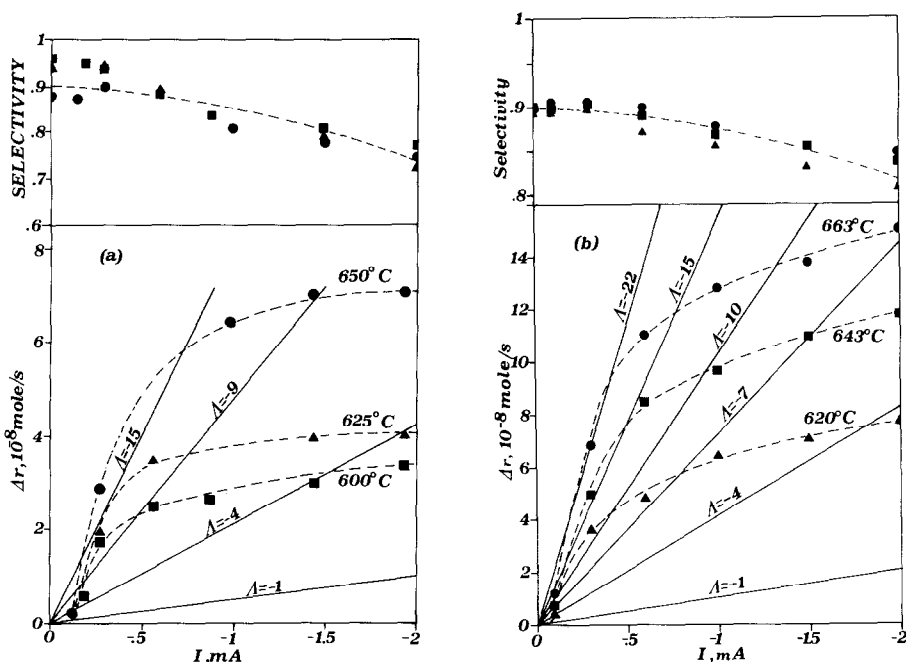 SELECTIVITY
1
.9
.8
.7
.6
(a)
8
6
4
2
0
Δr, 10⁻⁸ mole/s
650°C
625°C
600°C
Λ=-15
Λ=-9
Λ=-4
Λ=-1
0
-.5
-1
-1.5
-2
I, mA
Selectivity
1
.9
.8
(b)
14
12
10
8
6
4
2
0
Δr, 10⁻⁸ mole/s
663°C
643°C
620°C
Λ=-22
Λ=-15
Λ=-10
Λ=-7
Λ=-4
Λ=-1
0
-.5
-1
-1.5
-2
I, mA